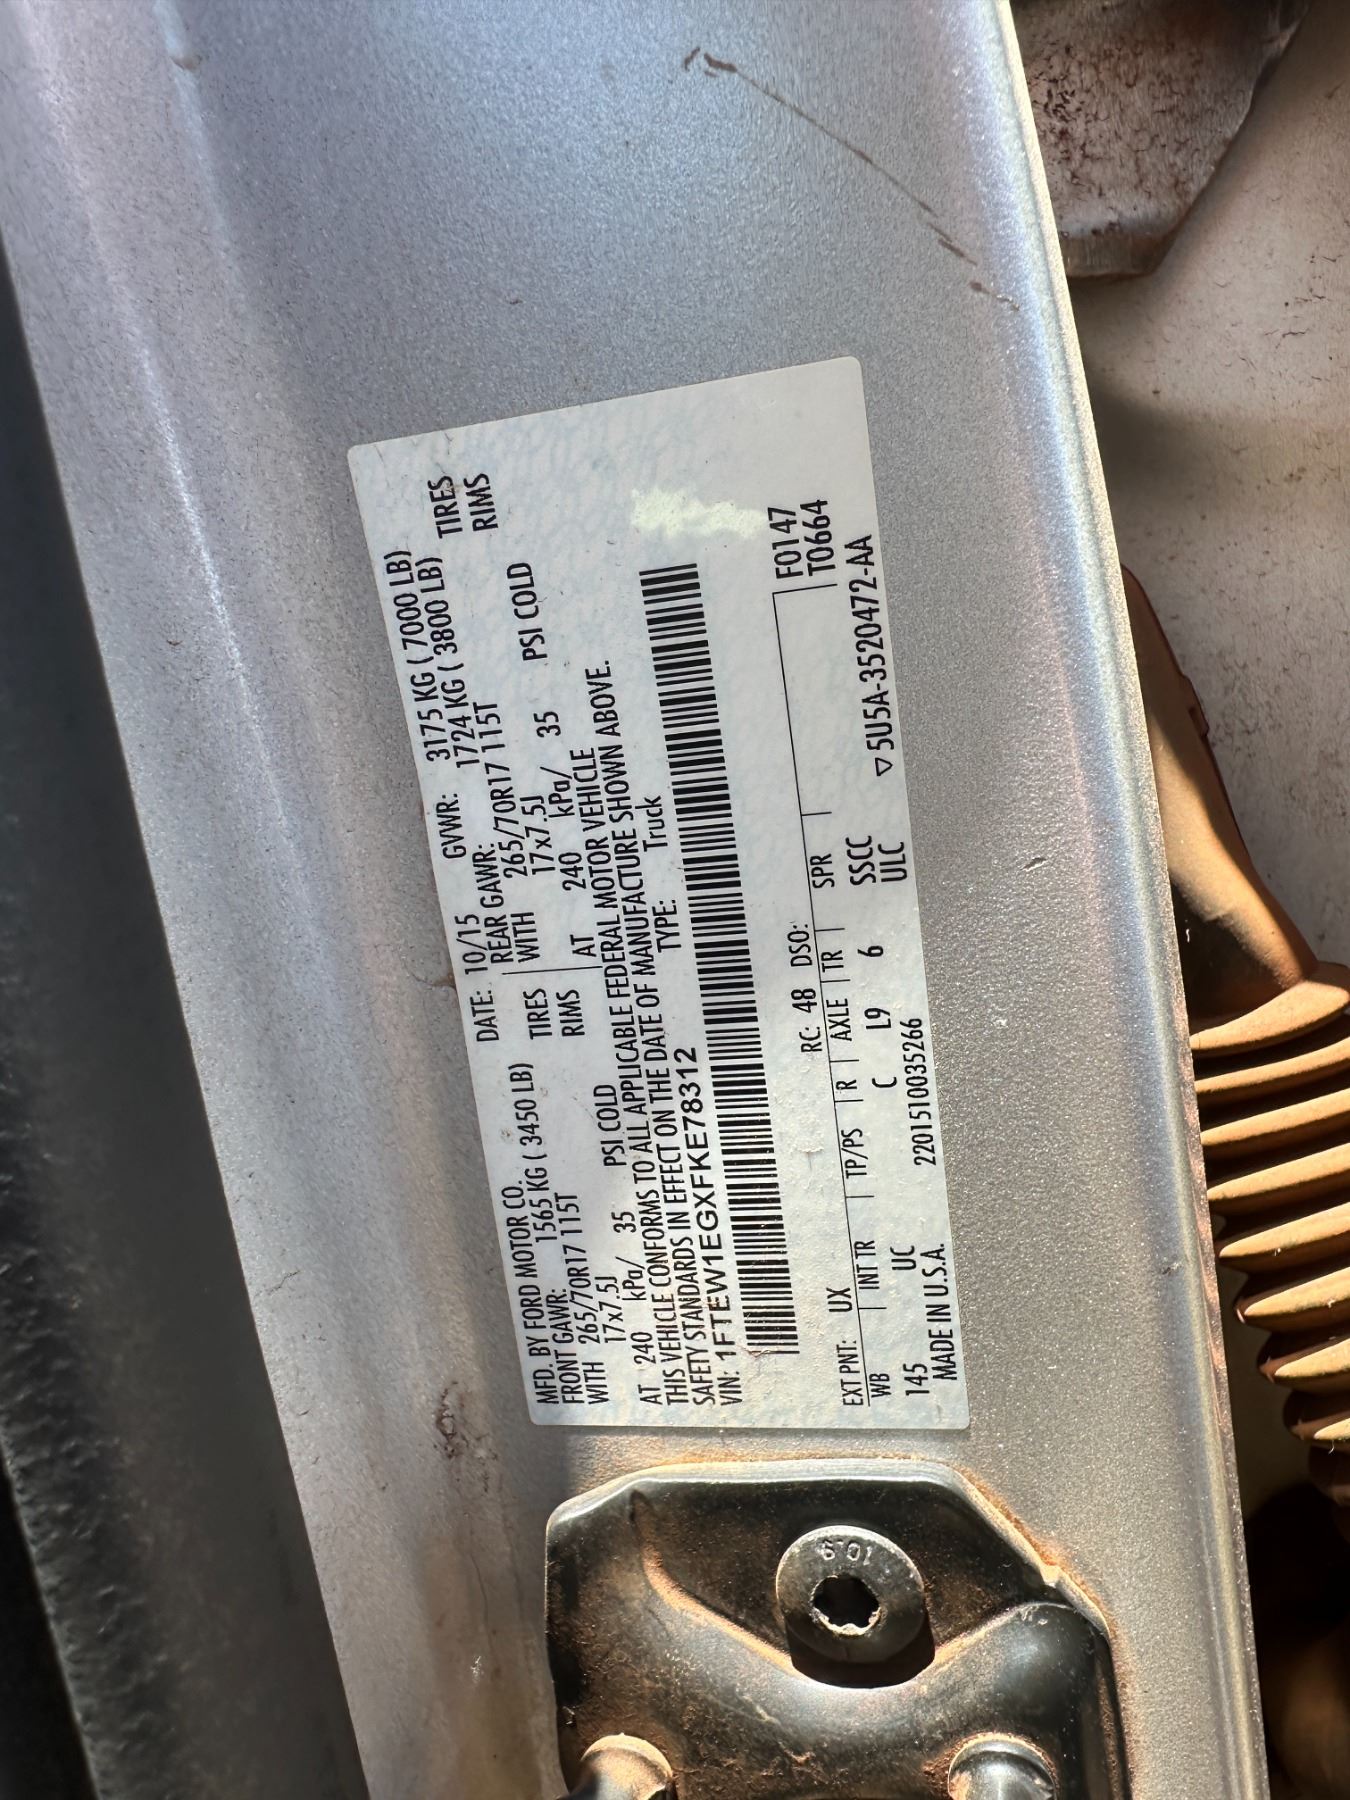 MFD. BY FORD MOTOR CO. DATE: 10/15 GVWR: 3175 KG ( 7000 LB)
FRONT GAWR: 1565 KG ( 3450 LB) REAR GAWR: 1724 KG ( 3800 LB)
WITH 265/70R17 115T TIRES WITH 265/70R17 115T TIRES
17x7.5J RIMS 17x7.5J RIMS
AT 240 kPa/ 35 PSI COLD AT 240 kPa/ 35 PSI COLD
THIS VEHICLE CONFORMS TO ALL APPLICABLE FEDERAL MOTOR VEHICLE
SAFETY STANDARDS IN EFFECT ON THE DATE OF MANUFACTURE SHOWN ABOVE.
VIN: 1FTEW1EGXFKE78312 TYPE: Truck
F0147
T0664
EXT PNT: UX RC: 48 DSO:
WB INT TR TP/PS R AXLE TR SPR
145 UC C L9 6 SSCC
ULC
▽5U5A-3520472-AA
MADE IN U.S.A. 2201510035266
10.9